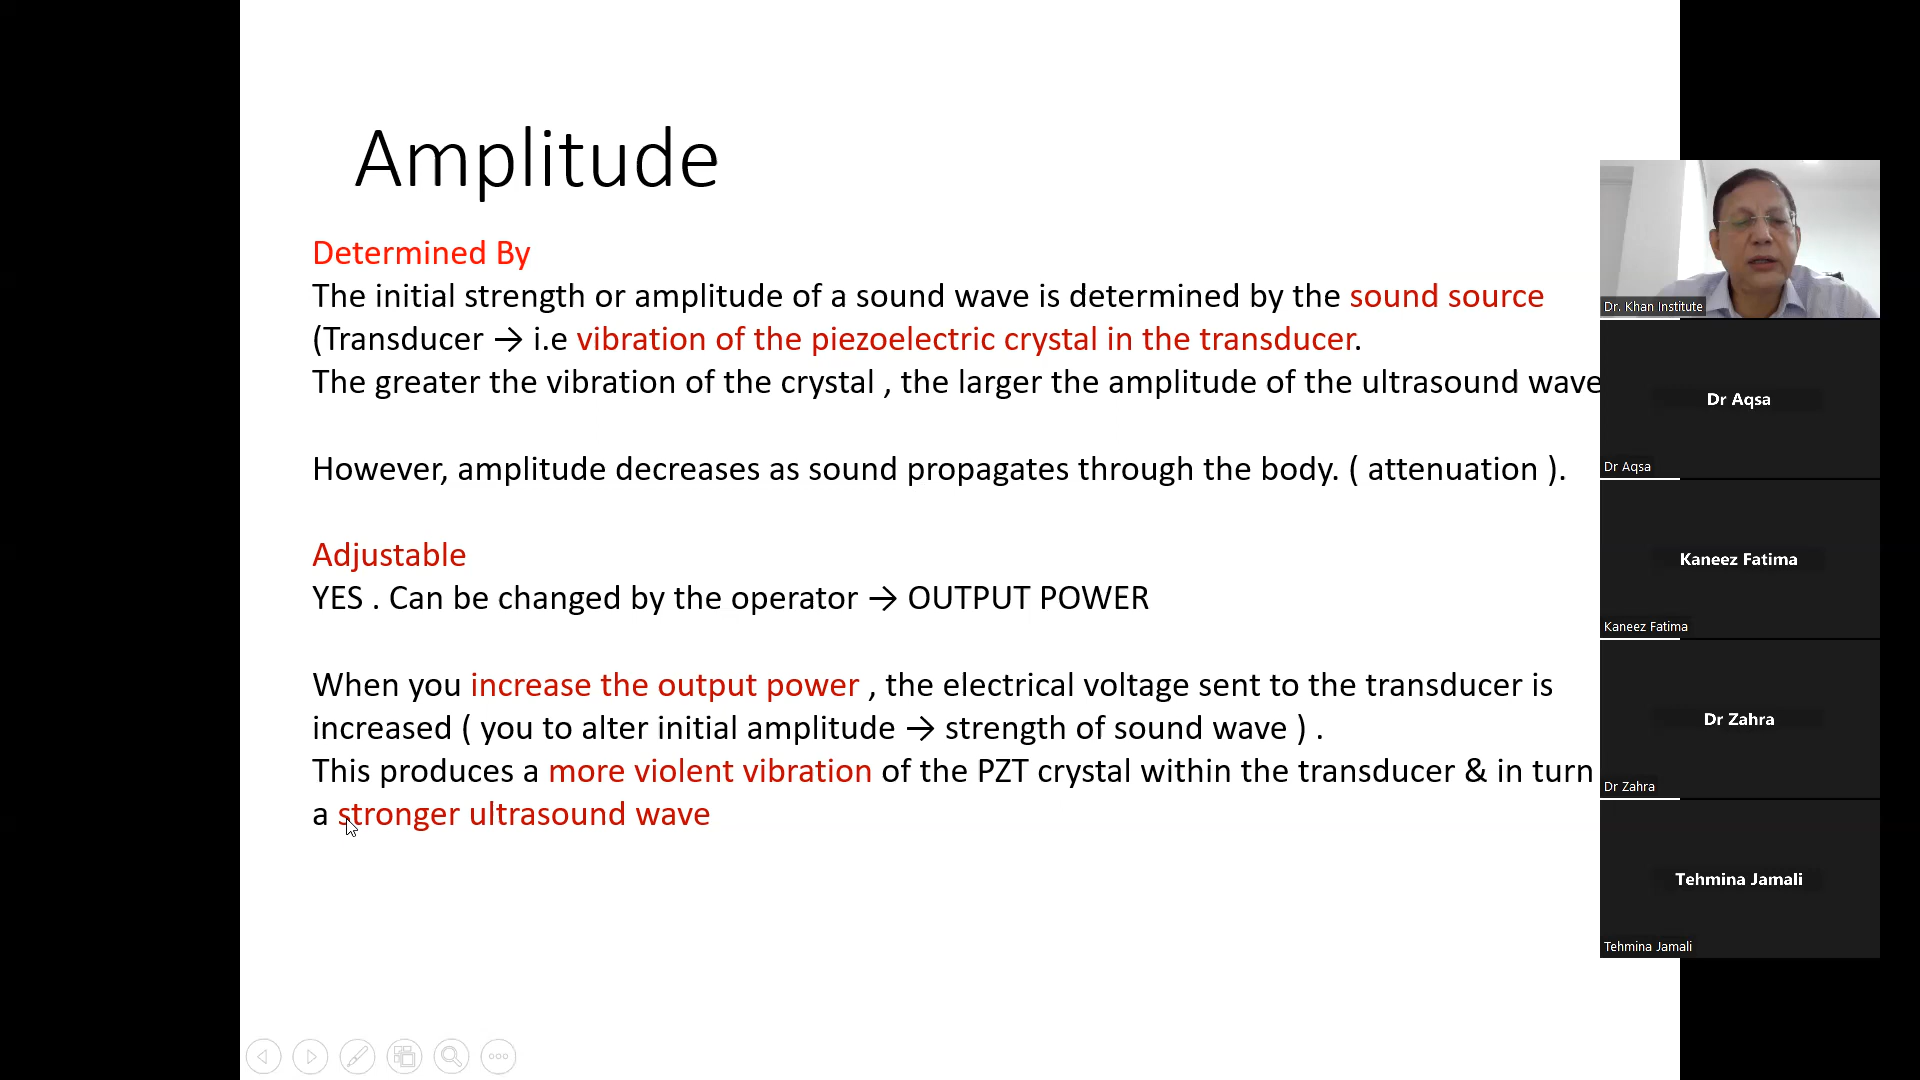 Amplitude
Determined By
The initial strength or amplitude of a sound wave is determined by the sound source
(Transducer → i.e vibration of the piezoelectric crystal in the transducer.
The greater the vibration of the crystal , the larger the amplitude of the ultrasound wave
However, amplitude decreases as sound propagates through the body. ( attenuation ).
Adjustable
YES . Can be changed by the operator → OUTPUT POWER
When you increase the output power , the electrical voltage sent to the transducer is
increased ( you to alter initial amplitude → strength of sound wave ) .
This produces a more violent vibration of the PZT crystal within the transducer & in turn
a stronger ultrasound wave
Dr. Khan Institute
Dr Aqsa
Dr Aqsa
Kaneez Fatima
Kaneez Fatima
Dr Zahra
Dr Zahra
Tehmina Jamali
Tehmina Jamali